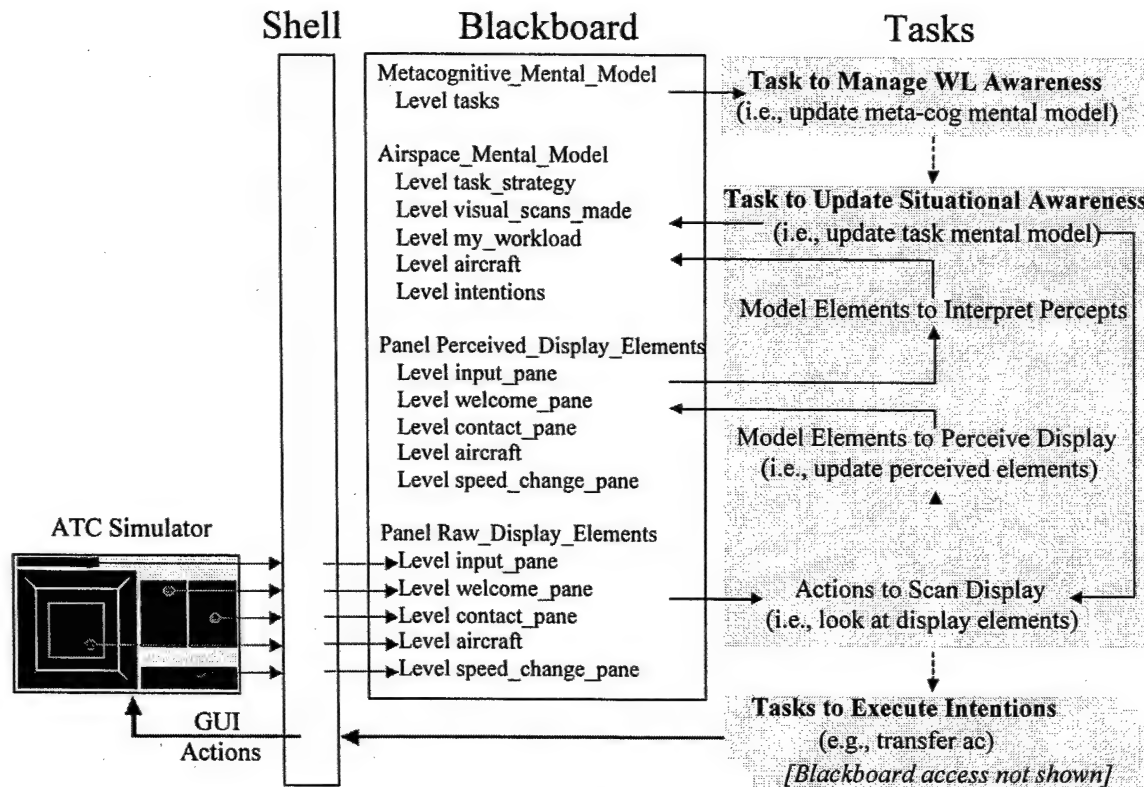 Shell
Blackboard
Tasks
Metacognitive_Mental_Model
Level tasks
Airspace_Mental_Model
Level task_strategy
Level visual_scans_made
Level my_workload
Level aircraft
Level intentions
Panel Perceived_Display_Elements
Level input_pane
Level welcome_pane
Level contact_pane
Level aircraft
Level speed_change_pane
Panel Raw_Display_Elements
Level input_pane
Level welcome_pane
Level contact_pane
Level aircraft
Level speed_change_pane
Task to Manage WL Awareness
(i.e., update meta-cog mental model)
Task to Update Situational Awareness
(i.e., update task mental model)
Model Elements to Interpret Percepts
Model Elements to Perceive Display
(i.e., update perceived elements)
Actions to Scan Display
(i.e., look at display elements)
Tasks to Execute Intentions
(e.g., transfer ac)
[Blackboard access not shown]
ATC Simulator
GUI
Actions